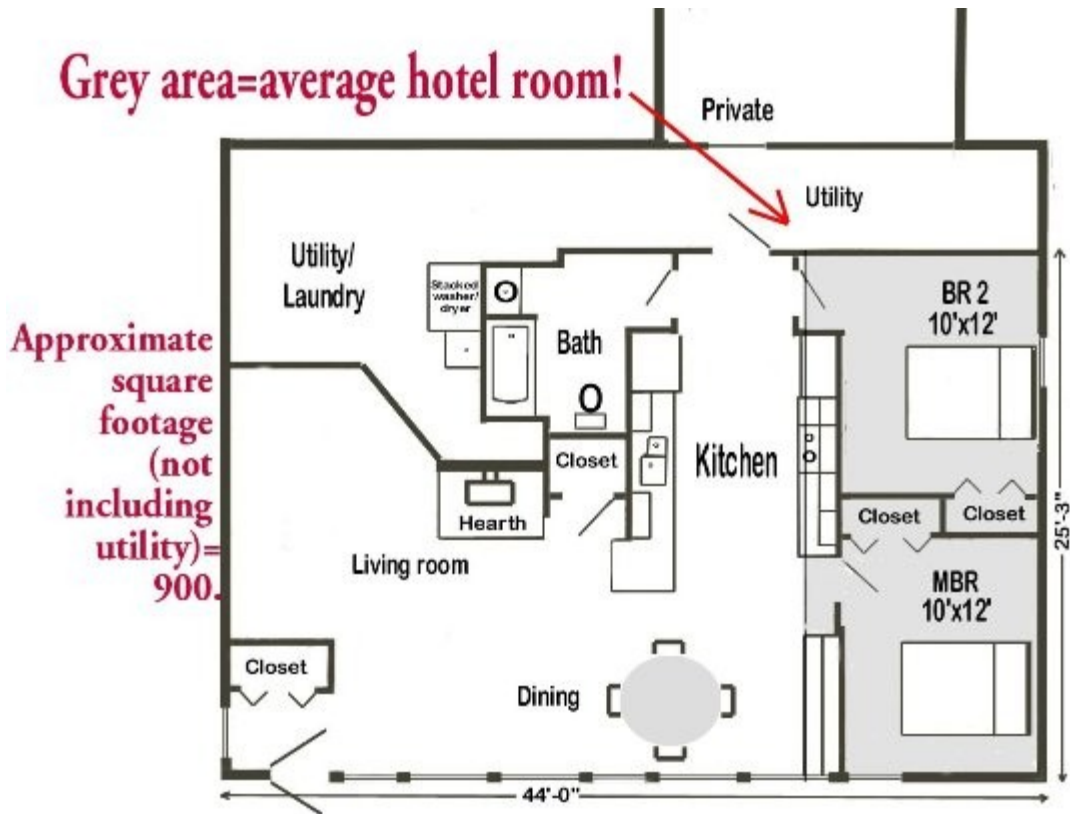 Grey area=average hotel room!
Private
Utility
Utility/
Laundry
Stacked
washer/
dryer
BR 2
10'x12'
Approximate
square
footage
(not
including
utility)=
900.
Bath
Kitchen
Closet
Hearth
Closet
Closet
25'-3"
Living room
MBR
10'x12'
Closet
Dining
44'-0"